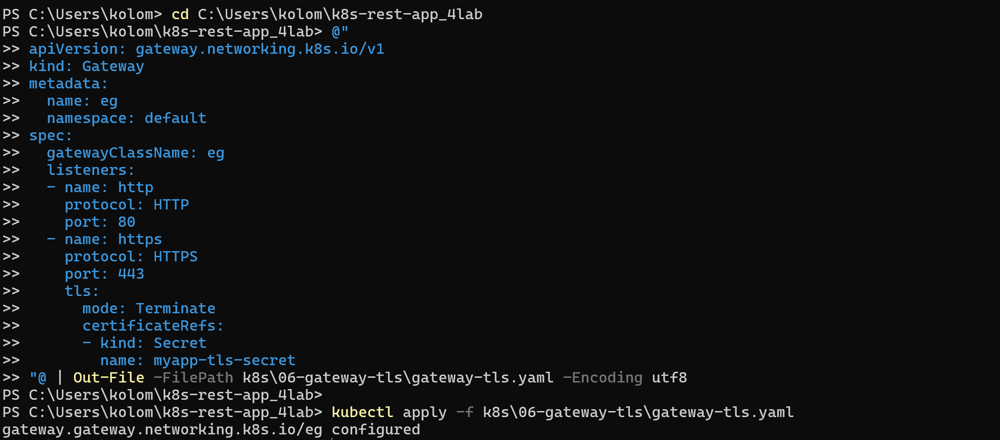 PS C:\Users\kolom> cd C:\Users\kolom\k8s-rest-app_4lab
PS C:\Users\kolom\k8s-rest-app_4lab> @"
>> apiVersion: gateway.networking.k8s.io/v1
>> kind: Gateway
>> metadata:
>>   name: eg
>>   namespace: default
>> spec:
>>   gatewayClassName: eg
>>   listeners:
>>   - name: http
>>     protocol: HTTP
>>     port: 80
>>   - name: https
>>     protocol: HTTPS
>>     port: 443
>>     tls:
>>       mode: Terminate
>>       certificateRefs:
>>       - kind: Secret
>>         name: myapp-tls-secret
>> "@ | Out-File -FilePath k8s\06-gateway-tls\gateway-tls.yaml -Encoding utf8
PS C:\Users\kolom\k8s-rest-app_4lab>
PS C:\Users\kolom\k8s-rest-app_4lab> kubectl apply -f k8s\06-gateway-tls\gateway-tls.yaml
gateway.gateway.networking.k8s.io/eg configured